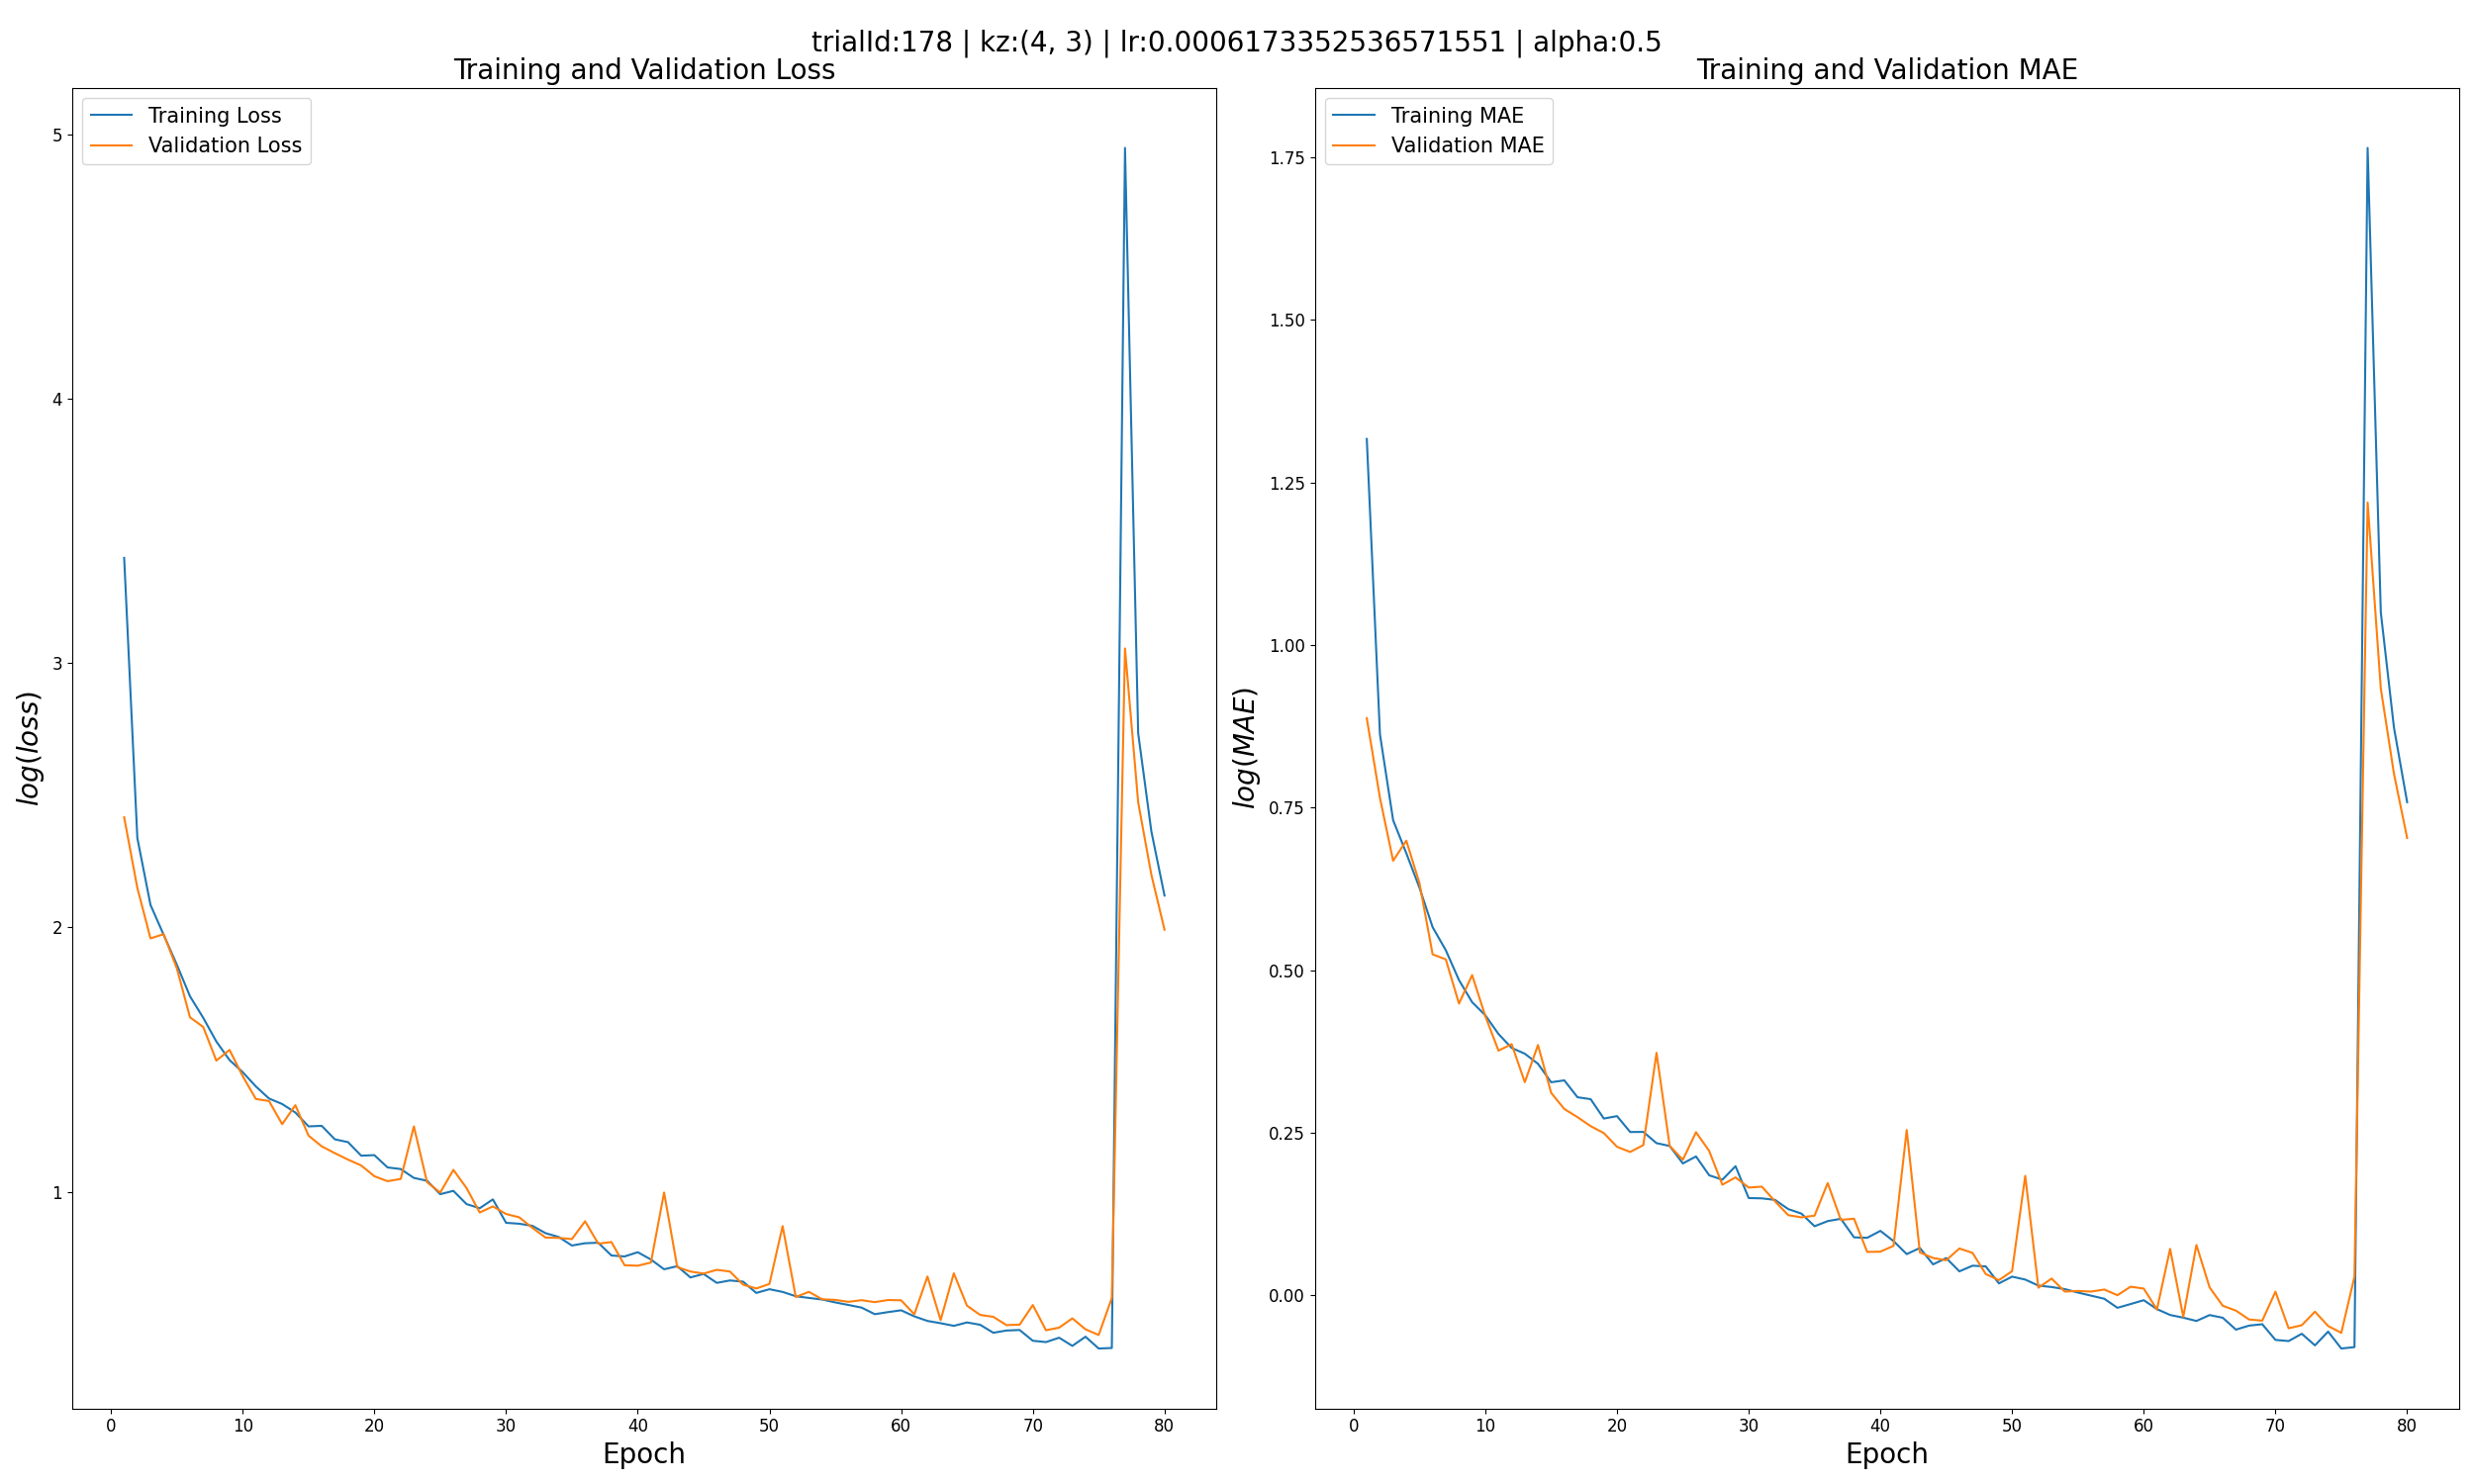 trialId:178 | kz:(4, 3) | lr:0.0006173352536571551 | alpha:0.5
Training and Validation Loss
Training Loss
Validation Loss
5
4
3
2
1
log(loss)
0 10 20 30 40 50 60 70 80
Epoch
Training and Validation MAE
Training MAE
Validation MAE
1.75
1.50
1.25
1.00
0.75
0.50
0.25
0.00
log(MAE)
0 10 20 30 40 50 60 70 80
Epoch